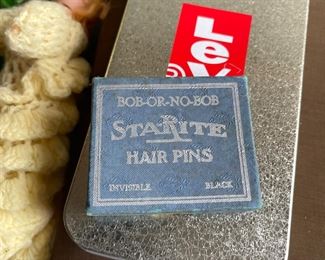 Lev
BOB-OR-NO-BOB
STARITE
HAIR PINS
INVISIBLE BLACK